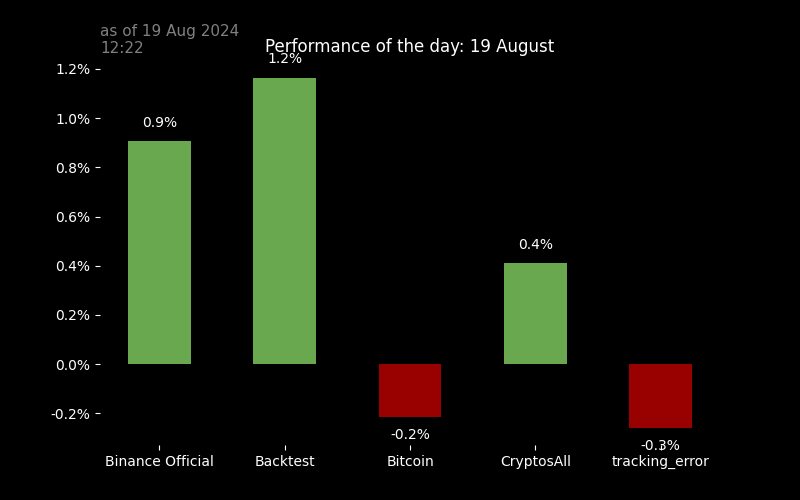 as of 19 Aug 2024
12:22
Performance of the day: 19 August
1.2%
1.2%
1.0%
0.9%
0.8%
0.6%
0.4%
0.4%
0.2%
0.0%
-0.2%
-0.2%
-0.3%
Binance Official
Backtest
Bitcoin
CryptosAll
tracking_error